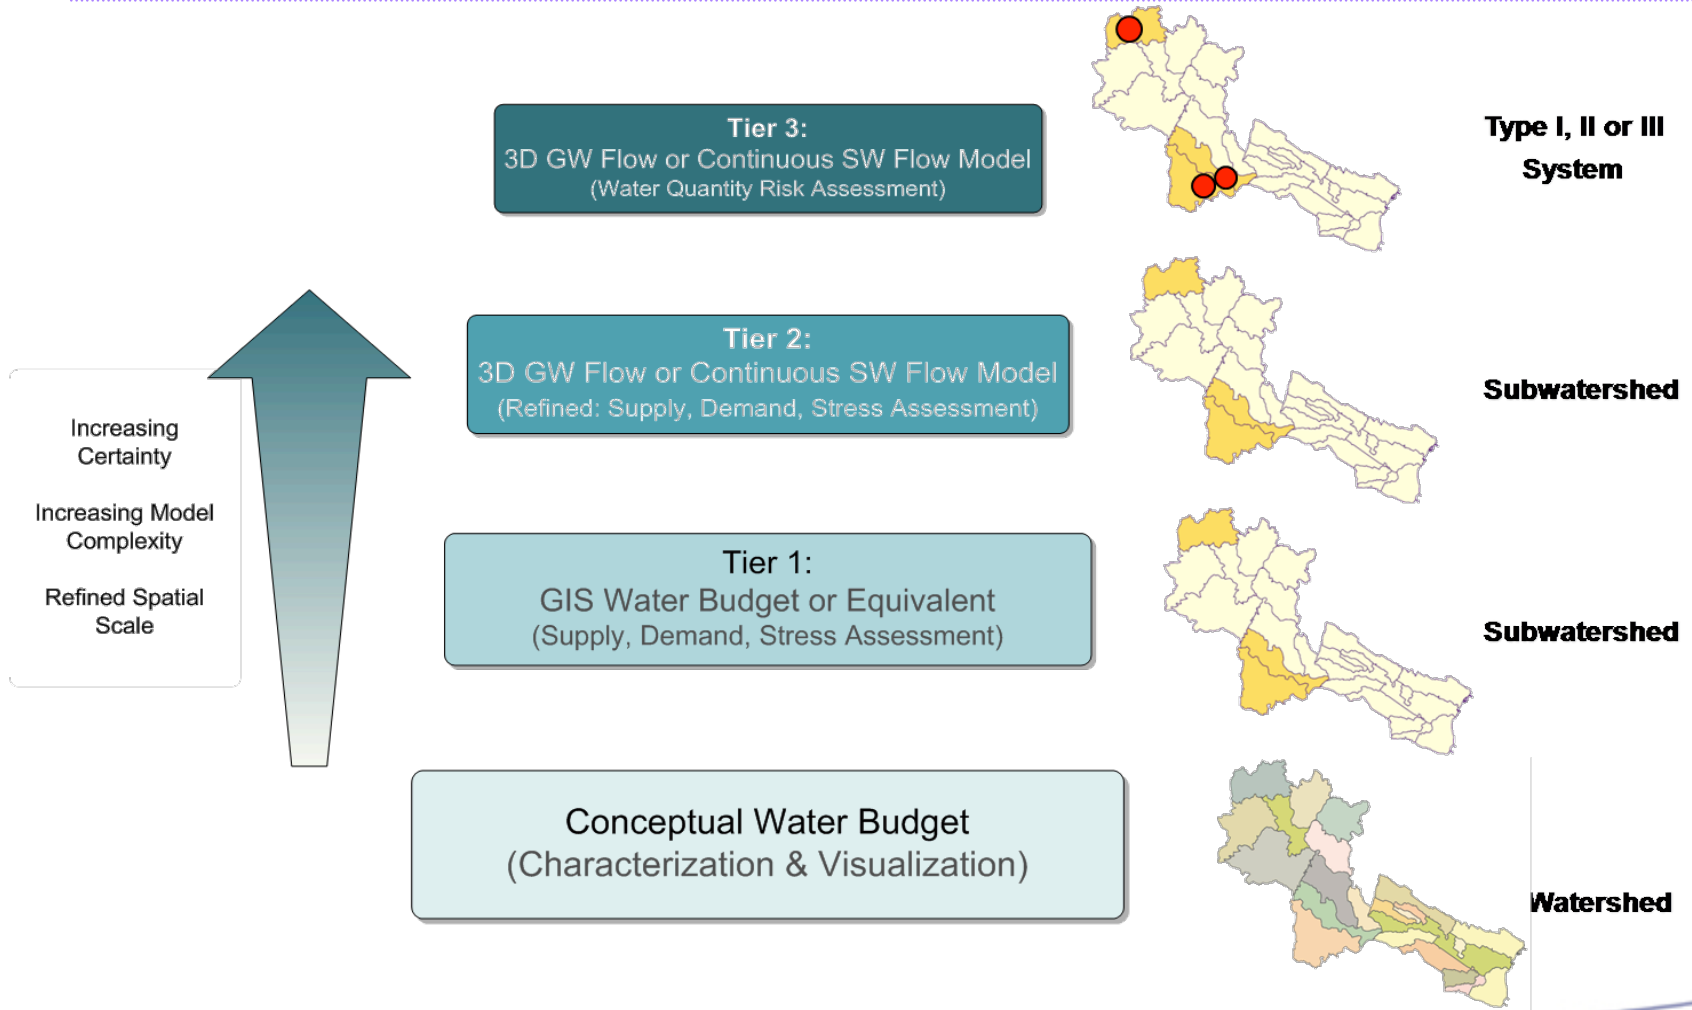 Tier 3:
3D GW Flow or Continuous SW Flow Model
(Water Quantity Risk Assessment)
Type I, II or III
System
Tier 2:
3D GW Flow or Continuous SW Flow Model
(Refined: Supply, Demand, Stress Assessment)
Subwatershed
Increasing
Certainty
Increasing Model
Complexity
Refined Spatial
Scale
Tier 1:
GIS Water Budget or Equivalent
(Supply, Demand, Stress Assessment)
Subwatershed
Conceptual Water Budget
(Characterization & Visualization)
Watershed